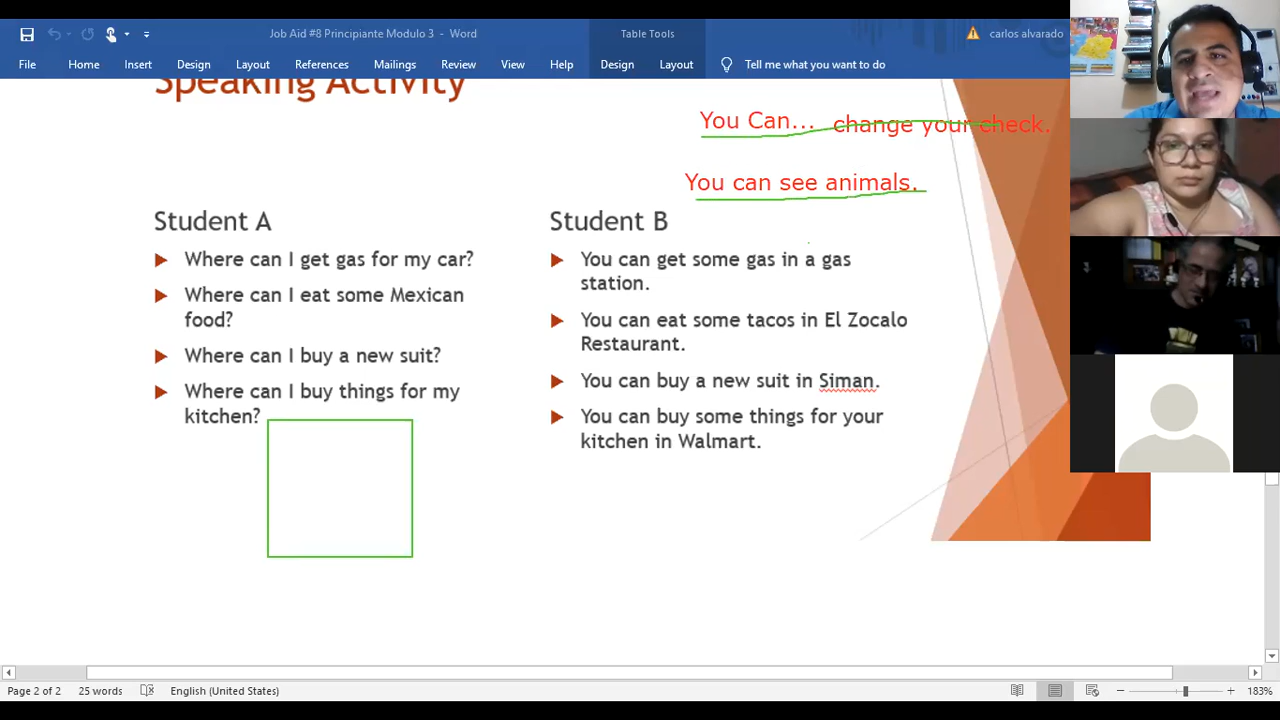 Job Aid #8 Principiante Modulo 3 - Word
Table Tools
carlos alvarado
File Home Insert Design Layout References Mailings Review View Help Design Layout Tell me what you want to do
Speaking Activity
You Can... change your check.
You can see animals.
Student A
Where can I get gas for my car?
Where can I eat some Mexican
food?
Where can I buy a new suit?
Where can I buy things for my
kitchen?
Student B
You can get some gas in a gas
station.
You can eat some tacos in El Zocalo
Restaurant.
You can buy a new suit in Siman.
You can buy some things for your
kitchen in Walmart.
Page 2 of 2 25 words English (United States) 183%